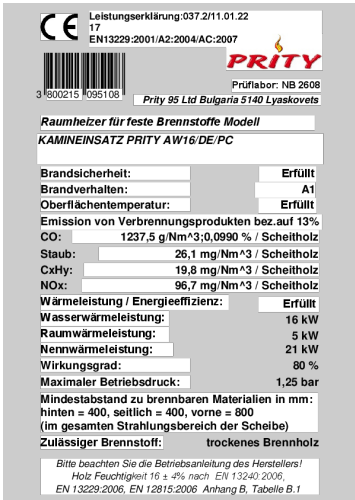 CE
Leistungserklärung:037.2/11.01.22
17
EN13229:2001/A2:2004/AC:2007
PRITY
3 800215 095108
Prüflabor: NB 2608
Prity 95 Ltd Bulgaria 5140 Lyaskovets
Raumheizer für feste Brennstoffe Modell
KAMINEINSATZ PRITY AW16/DE/PC
Brandsicherheit: Erfüllt
Brandverhalten: A1
Oberflächentemperatur: Erfüllt
Emission von Verbrennungsprodukten bez.auf 13%
CO: 1237,5 g/Nm^3;0,0990 % / Scheitholz
Staub: 26,1 mg/Nm^3 / Scheitholz
CxHy: 19,8 mg/Nm^3 / Scheitholz
NOx: 96,7 mg/Nm^3 / Scheitholz
Wärmeleistung / Energieeffizienz: Erfüllt
Wasserwärmeleistung: 16 kW
Raumwärmeleistung: 5 kW
Nennwärmeleistung: 21 kW
Wirkungsgrad: 80 %
Maximaler Betriebsdruck: 1,25 bar
Mindestabstand zu brennbaren Materialien in mm:
hinten = 400, seitlich = 400, vorne = 800
(im gesamten Strahlungsbereich der Scheibe)
Zulässiger Brennstoff: trockenes Brennholz
Bitte beachten Sie die Betriebsanleitung des Herstellers!
Holz Feuchtigkeit 16 ± 4% nach EN 13240:2006,
EN 13229:2006, EN 12815:2006 Anhang B, Tabelle B.1